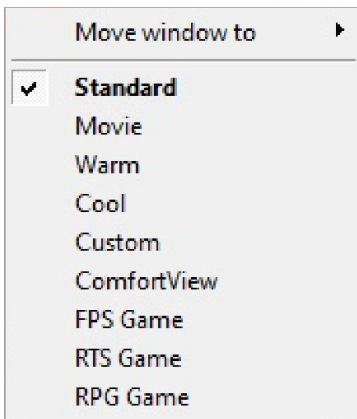 Move window to
Standard
Movie
Warm
Cool
Custom
ComfortView
FPS Game
RTS Game
RPG Game